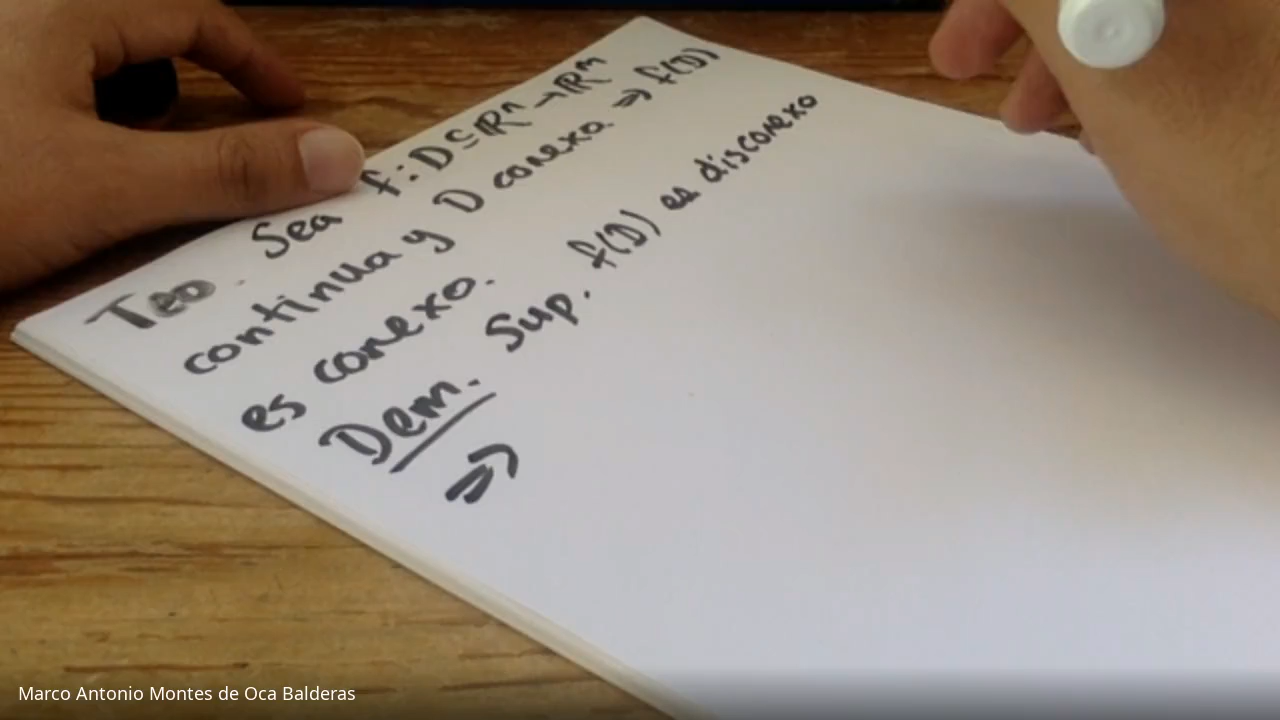 Teo. Sea f: D ⊆ ℝⁿ → ℝᵐ
continua y D conexo ⇒ f(D)
es conexo.
Dem. Sup. f(D) es disconexo
⇒
Marco Antonio Montes de Oca Balderas